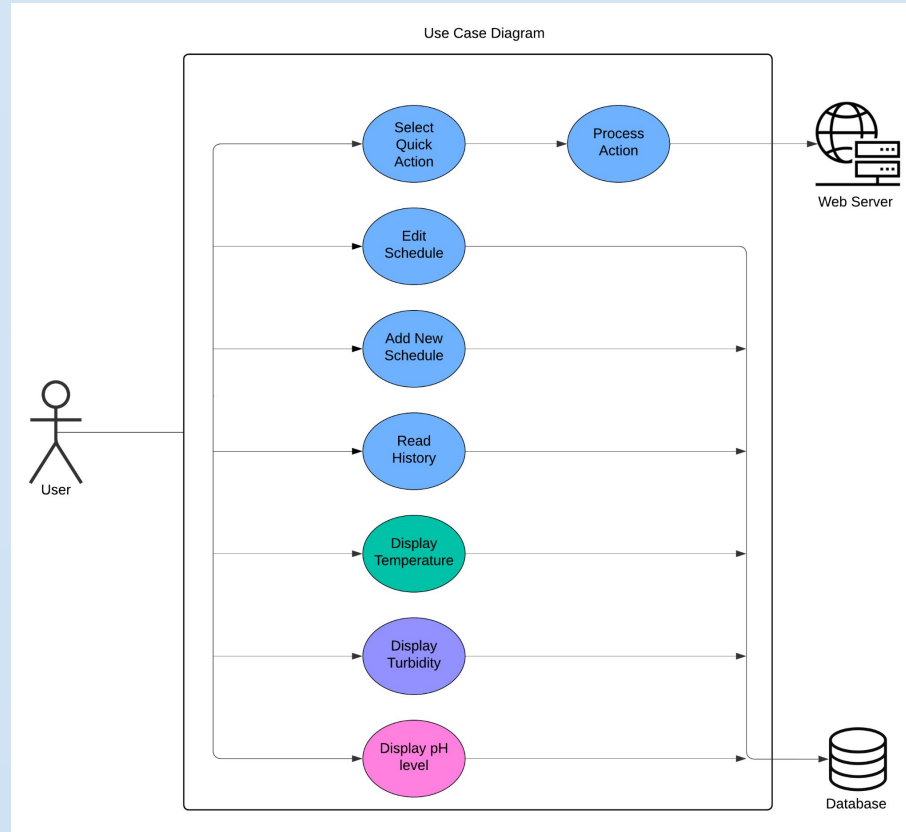 Use Case Diagram
Select
Quick
Action
Process
Action
Web Server
Edit
Schedule
Add New
Schedule
Read
History
User
Display
Temperature
Display
Turbidity
Display pH
level
Database